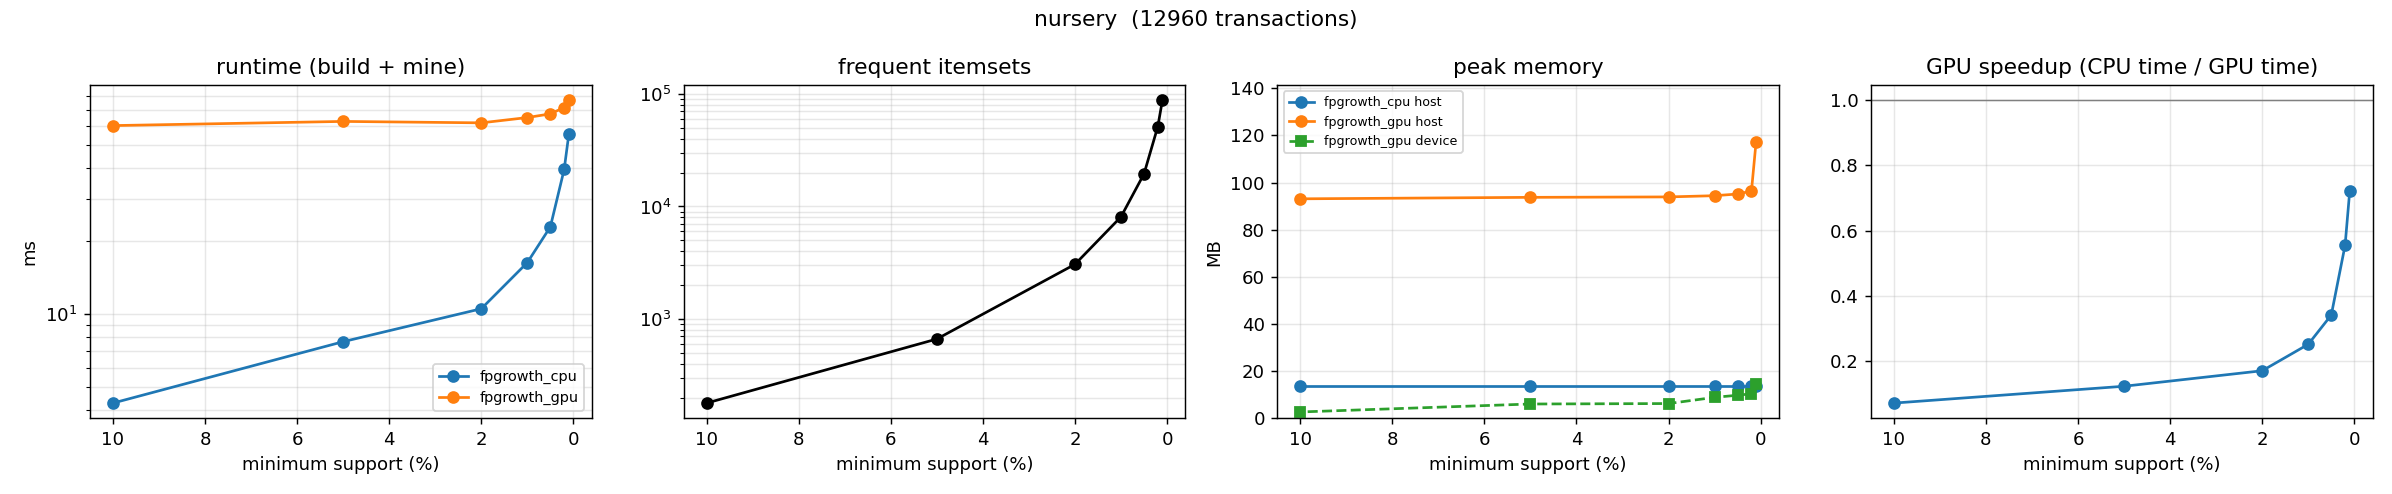 nursery  (12960 transactions)
runtime (build + mine)
ms
10¹
fpgrowth_cpu
fpgrowth_gpu
10 8 6 4 2 0
minimum support (%)
frequent itemsets
10⁵
10⁴
10³
10 8 6 4 2 0
minimum support (%)
peak memory
MB
140
120
100
80
60
40
20
0
fpgrowth_cpu host
fpgrowth_gpu host
fpgrowth_gpu device
10 8 6 4 2 0
minimum support (%)
GPU speedup (CPU time / GPU time)
1.0
0.8
0.6
0.4
0.2
10 8 6 4 2 0
minimum support (%)